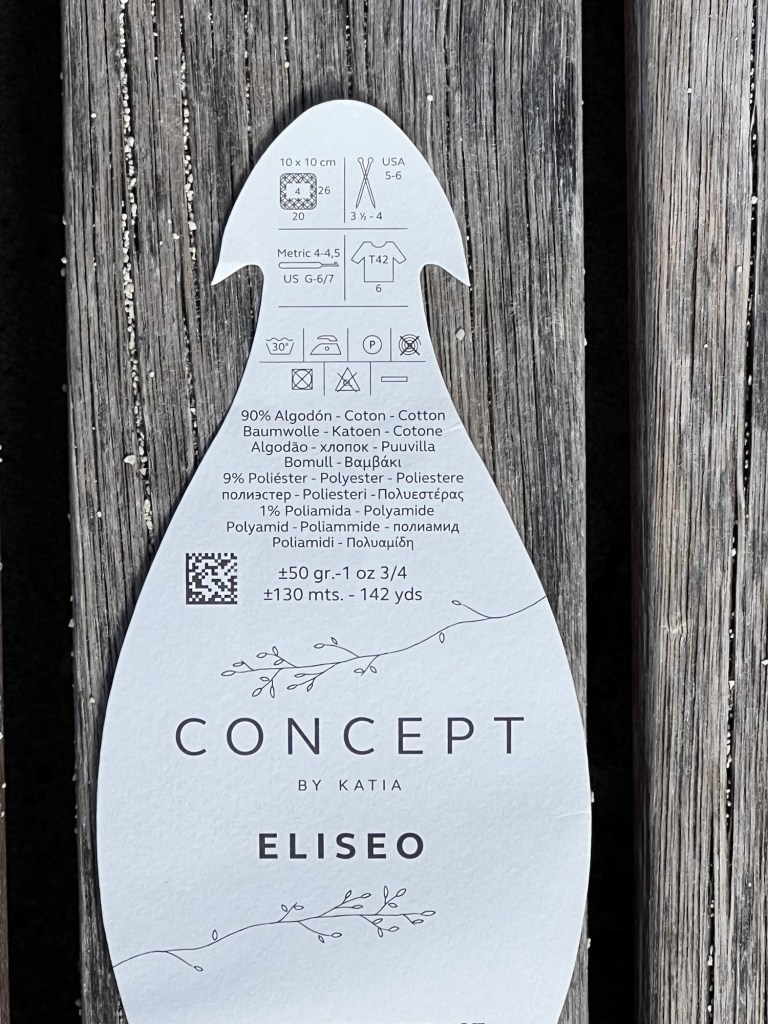 10 x 10 cm
4
26
20
USA
5-6
3 ½ - 4
Metric 4-4,5
US G-6/7
T42
6
30°
P
90% Algodón - Coton - Cotton
Baumwolle - Katoen - Cotone
Algodão - хлопок - Puuvilla
Bomull - Βαμβάκι
9% Poliéster - Polyester - Poliestere
полиэстер - Poliesteri - Πολυεστέρας
1% Poliamida - Polyamide
Polyamid - Poliammide - полиамид
Poliamidi - Πολυαμίδη
±50 gr.-1 oz 3/4
±130 mts. - 142 yds
CONCEPT
BY KATIA
ELISEO